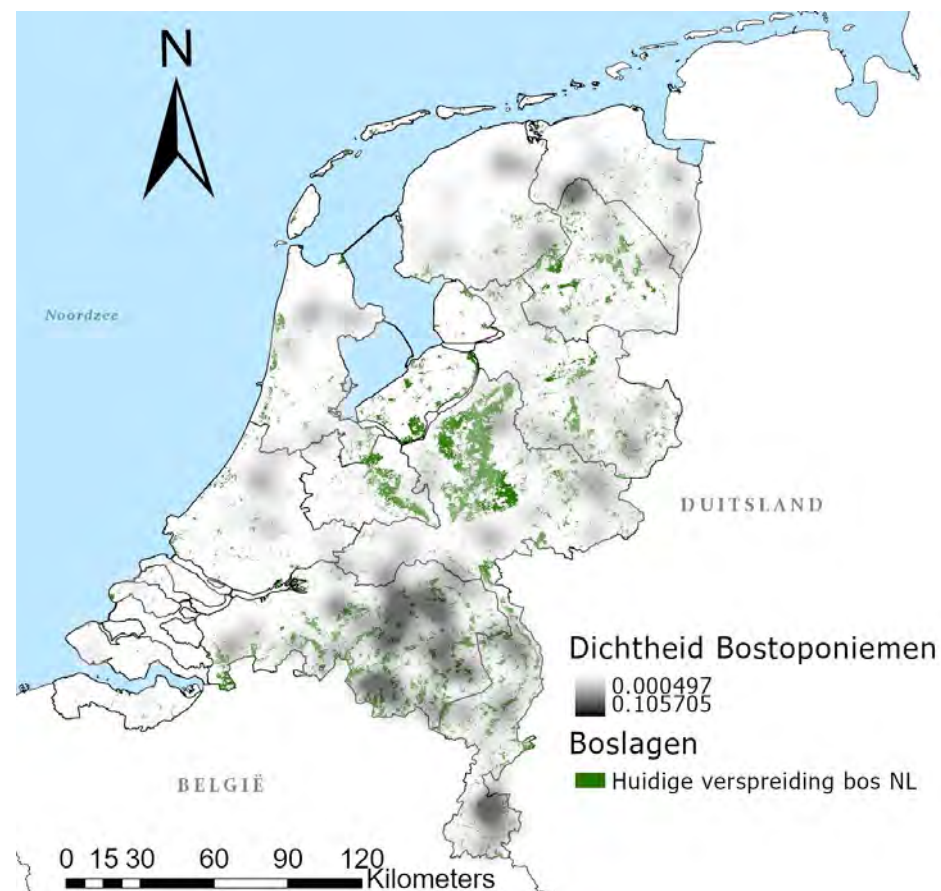 N
Noordzee
DUITSLAND
Dichtheid Bostoponiemen
0.000497
0.105705
Boslagen
Huidige verspreiding bos NL
BELGIË
0 15 30 60 90 120
Kilometers